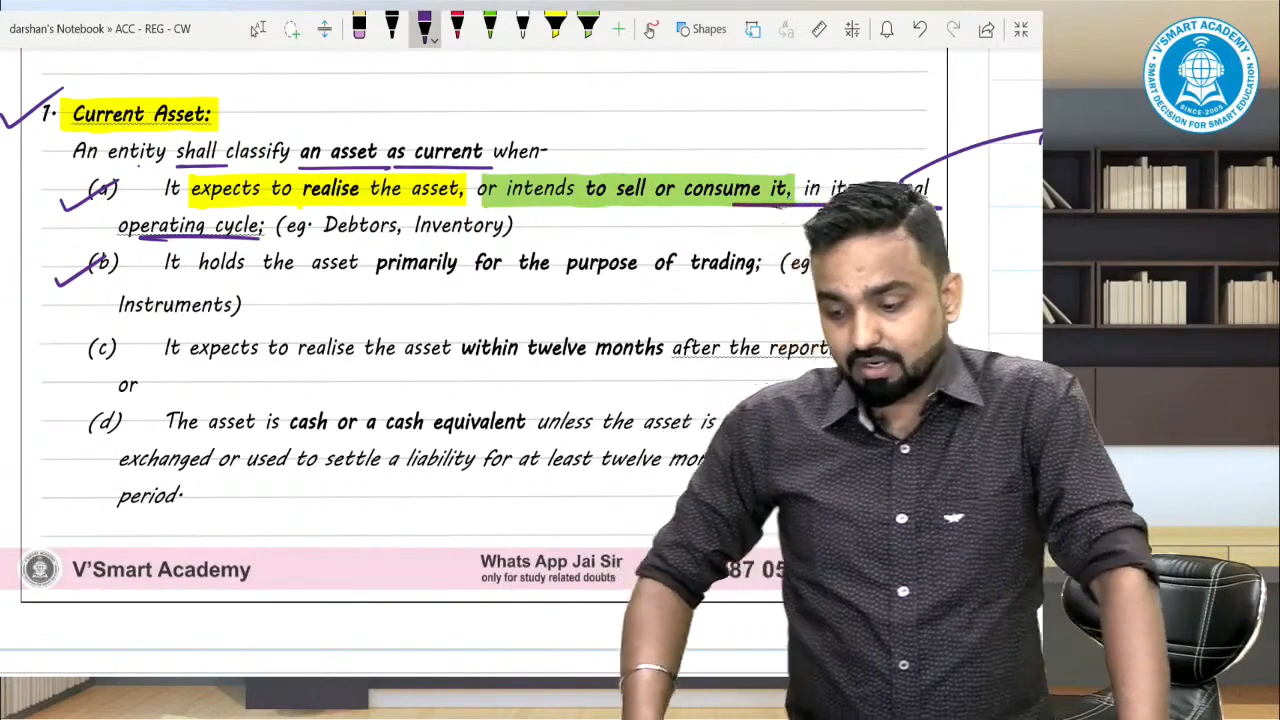 darshan's Notebook » ACC - REG - CW
Shapes
V'SMART ACADEMY
SINCE-2005
SMART DECISION FOR SMART EDUCATION
1. Current Asset:
An entity shall classify an asset as current when-
(a) It expects to realise the asset, or intends to sell or consume it, in
operating cycle; (eg. Debtors, Inventory)
(b) It holds the asset primarily for the purpose of trading; (eg
Instruments)
(c) It expects to realise the asset within twelve months after the
or
(d) The asset is cash or a cash equivalent unless the asset is
exchanged or used to settle a liability for at least twelve
period.
V'Smart Academy
Whats App Jai Sir
only for study related doubts
87 05